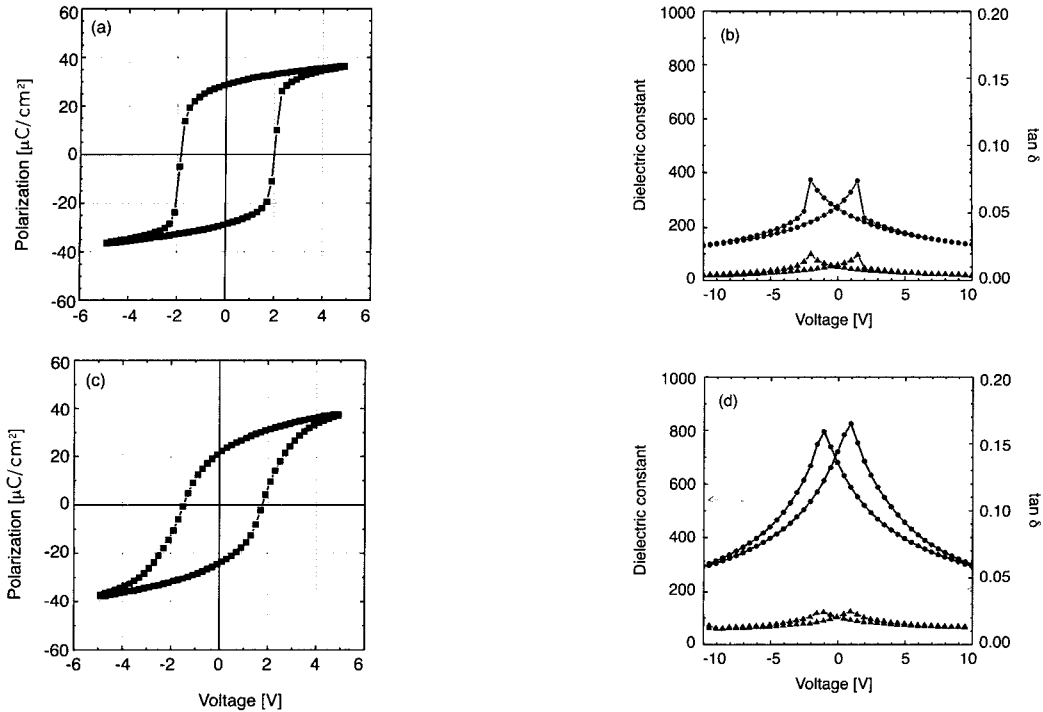 (a)
60
40
20
0
-20
-40
-60
-6 -4 -2 0 2 4 6
Polarization [μC/cm²]
(b)
1000
800
600
400
200
0
0.20
0.15
0.10
0.05
0.00
-10 -5 0 5 10
Dielectric constant
tan δ
Voltage [V]
(c)
60
40
20
0
-20
-40
-60
-6 -4 -2 0 2 4 6
Polarization [μC/cm²]
Voltage [V]
(d)
1000
800
600
400
200
0
0.20
0.15
0.10
0.05
0.00
-10 -5 0 5 10
Dielectric constant
tan δ
Voltage [V]